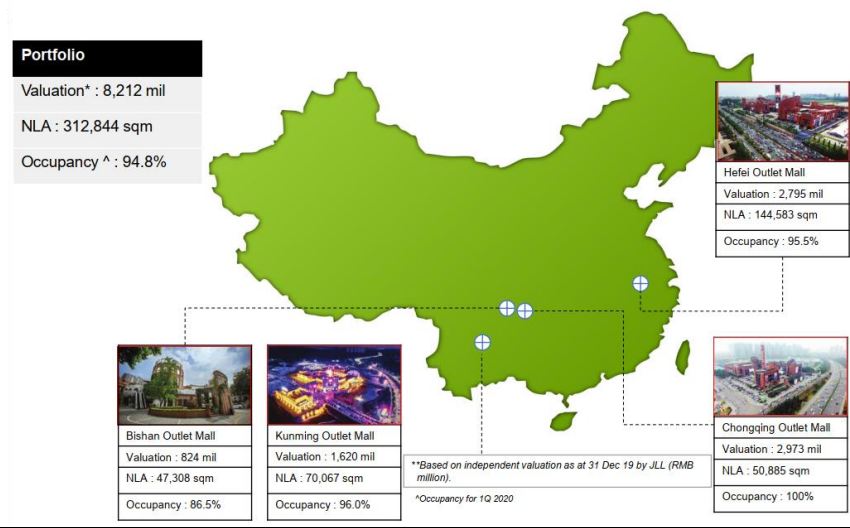 Portfolio
Valuation* : 8,212 mil
NLA : 312,844 sqm
Occupancy ^ : 94.8%
Hefei Outlet Mall
Valuation : 2,795 mil
NLA : 144,583 sqm
Occupancy : 95.5%
Bishan Outlet Mall
Valuation : 824 mil
NLA : 47,308 sqm
Occupancy : 86.5%
Kunming Outlet Mall
Valuation : 1,620 mil
NLA : 70,067 sqm
Occupancy : 96.0%
**Based on independent valuation as at 31 Dec 19 by JLL (RMB
million).
^Occupancy for 1Q 2020
Chongqing Outlet Mall
Valuation : 2,973 mil
NLA : 50,885 sqm
Occupancy : 100%